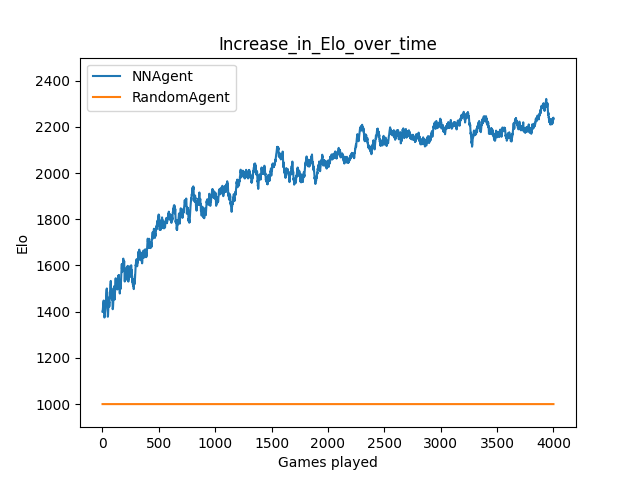 Increase_in_Elo_over_time
NNAgent
RandomAgent
2400
2200
2000
1800
1600
1400
1200
1000
Elo
0 500 1000 1500 2000 2500 3000 3500 4000
Games played